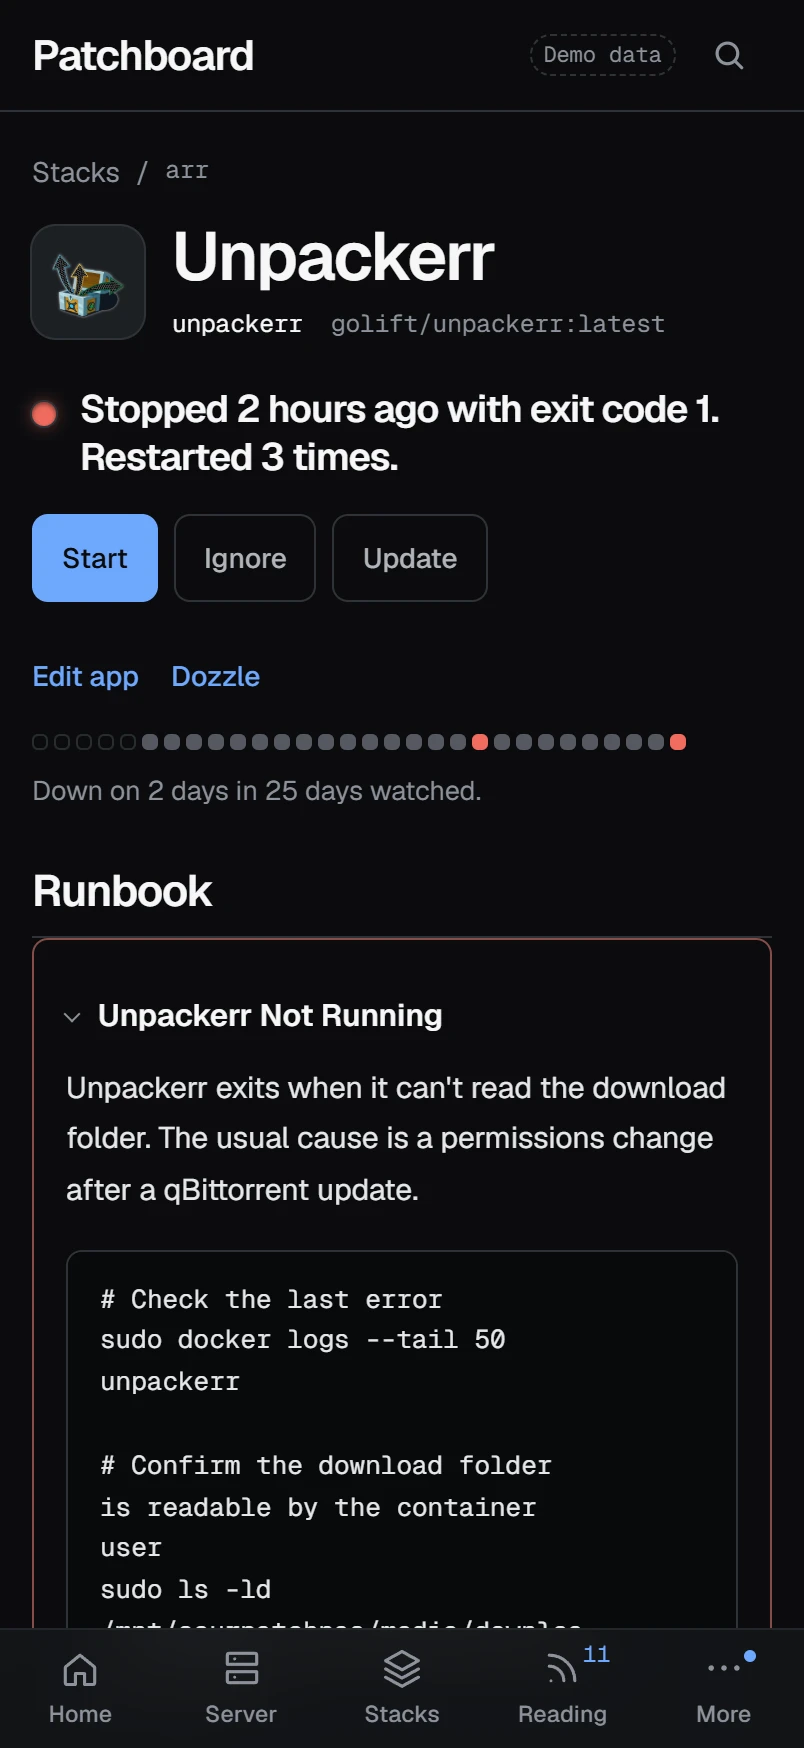 Patchboard
Demo data
Stacks / arr
Unpackerr
unpackerr golift/unpackerr:latest
Stopped 2 hours ago with exit code 1.
Restarted 3 times.
Start
Ignore
Update
Edit app
Dozzle
Down on 2 days in 25 days watched.
Runbook
Unpackerr Not Running
Unpackerr exits when it can't read the download
folder. The usual cause is a permissions change
after a qBittorrent update.
# Check the last error
sudo docker logs --tail 50
unpackerr
# Confirm the download folder
is readable by the container
user
sudo ls -ld
11
Home
Server
Stacks
Reading
More